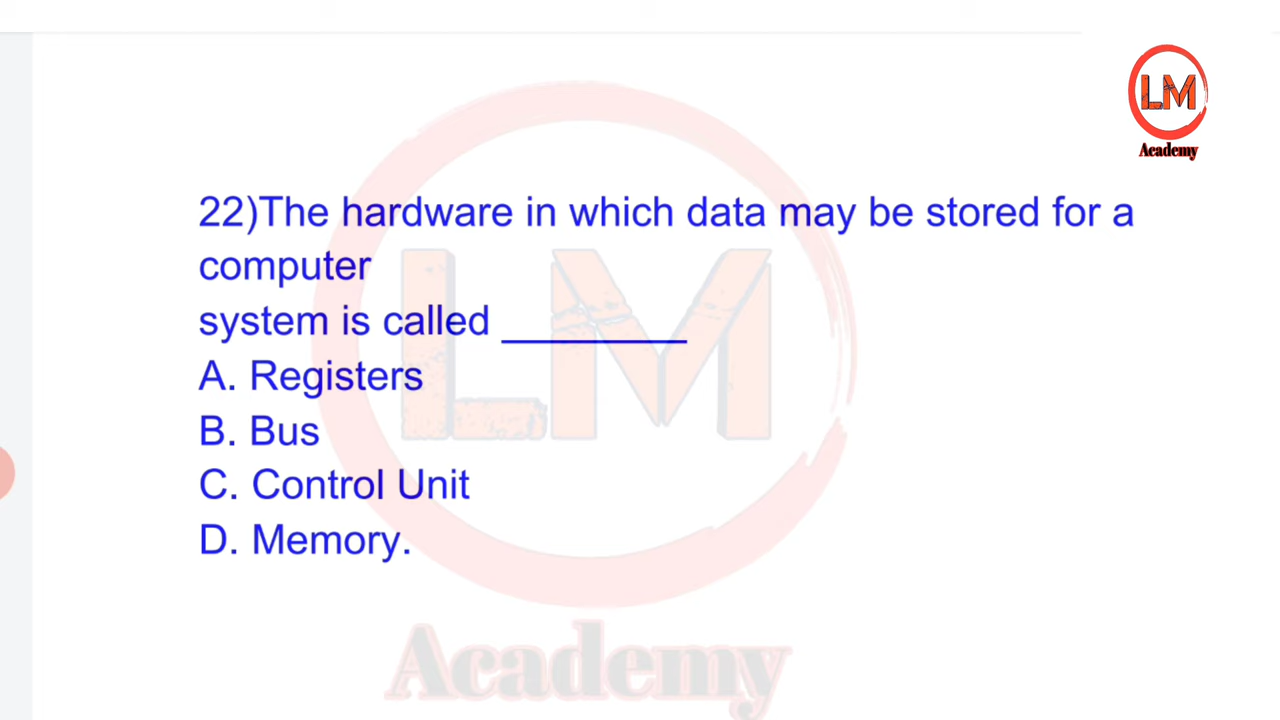 LM
Academy
22)The hardware in which data may be stored for a
computer
system is called ________
A. Registers
B. Bus
C. Control Unit
D. Memory.
LM
Academy